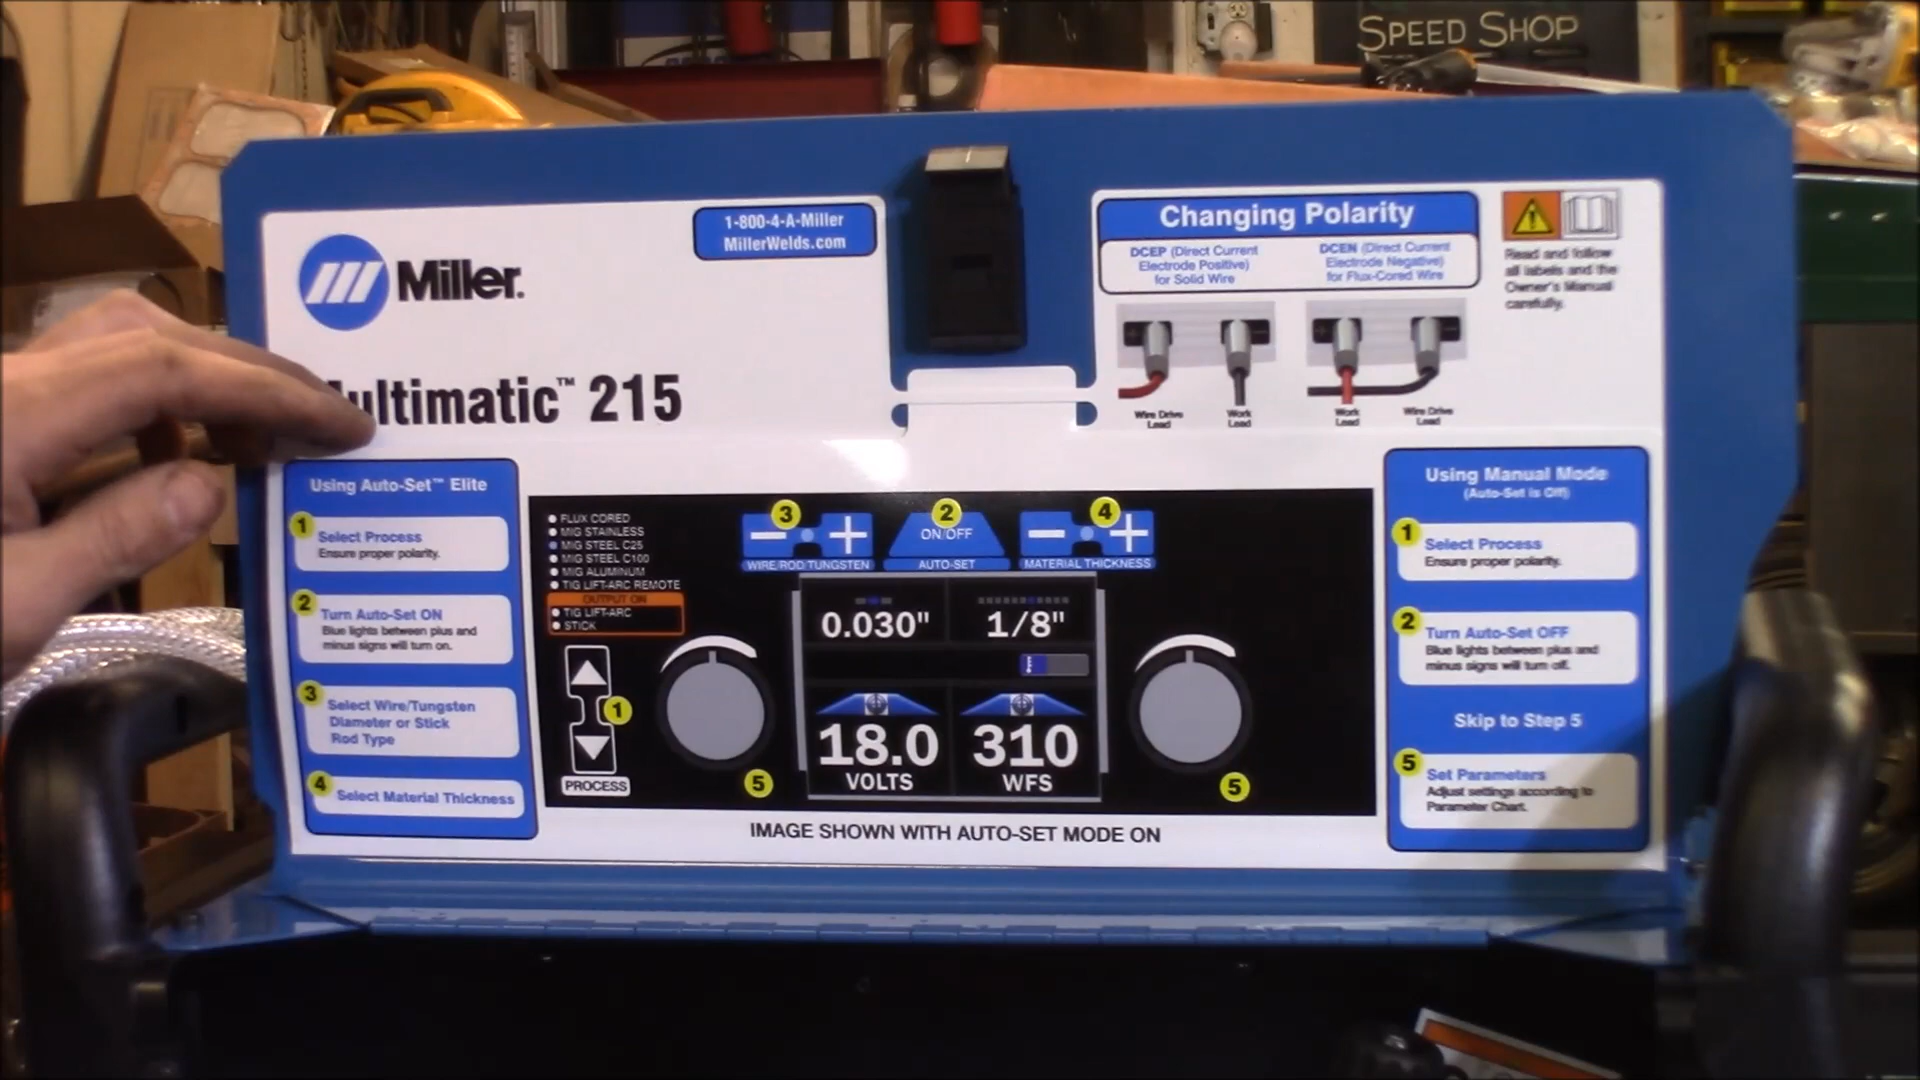 SPEED SHOP
1-800-4-A-Miller
MillerWelds.com
Miller.
ultimatic™ 215
Changing Polarity
DCEP (Direct Current
Electrode Positive)
for Solid Wire
DCEN (Direct Current
Electrode Negative)
for Flux-Cored Wire
Wire Drive
Lead
Work
Lead
Work
Lead
Wire Drive
Lead
Read and follow
all labels and the
Owner's Manual
carefully.
Using Auto-Set™ Elite
1 Select Process
Ensure proper polarity.
2 Turn Auto-Set ON
Blue lights between plus and
minus signs will turn on.
3 Select Wire/Tungsten
Diameter or Stick
Rod Type
4 Select Material Thickness
FLUX CORED
MIG STAINLESS
MIG STEEL C25
MIG STEEL C100
MIG ALUMINUM
TIG LIFT-ARC REMOTE
OUTPUT ON
TIG LIFT-ARC
STICK
1
PROCESS
3
WIRE/ROD/TUNGSTEN
2
ON/OFF
AUTO-SET
4
MATERIAL THICKNESS
0.030"
1/8"
18.0
VOLTS
310
WFS
5
5
IMAGE SHOWN WITH AUTO-SET MODE ON
Using Manual Mode
(Auto-Set is Off)
1 Select Process
Ensure proper polarity.
2 Turn Auto-Set OFF
Blue lights between plus and
minus signs will turn off.
Skip to Step 5
5 Set Parameters
Adjust settings according to
Parameter Chart.